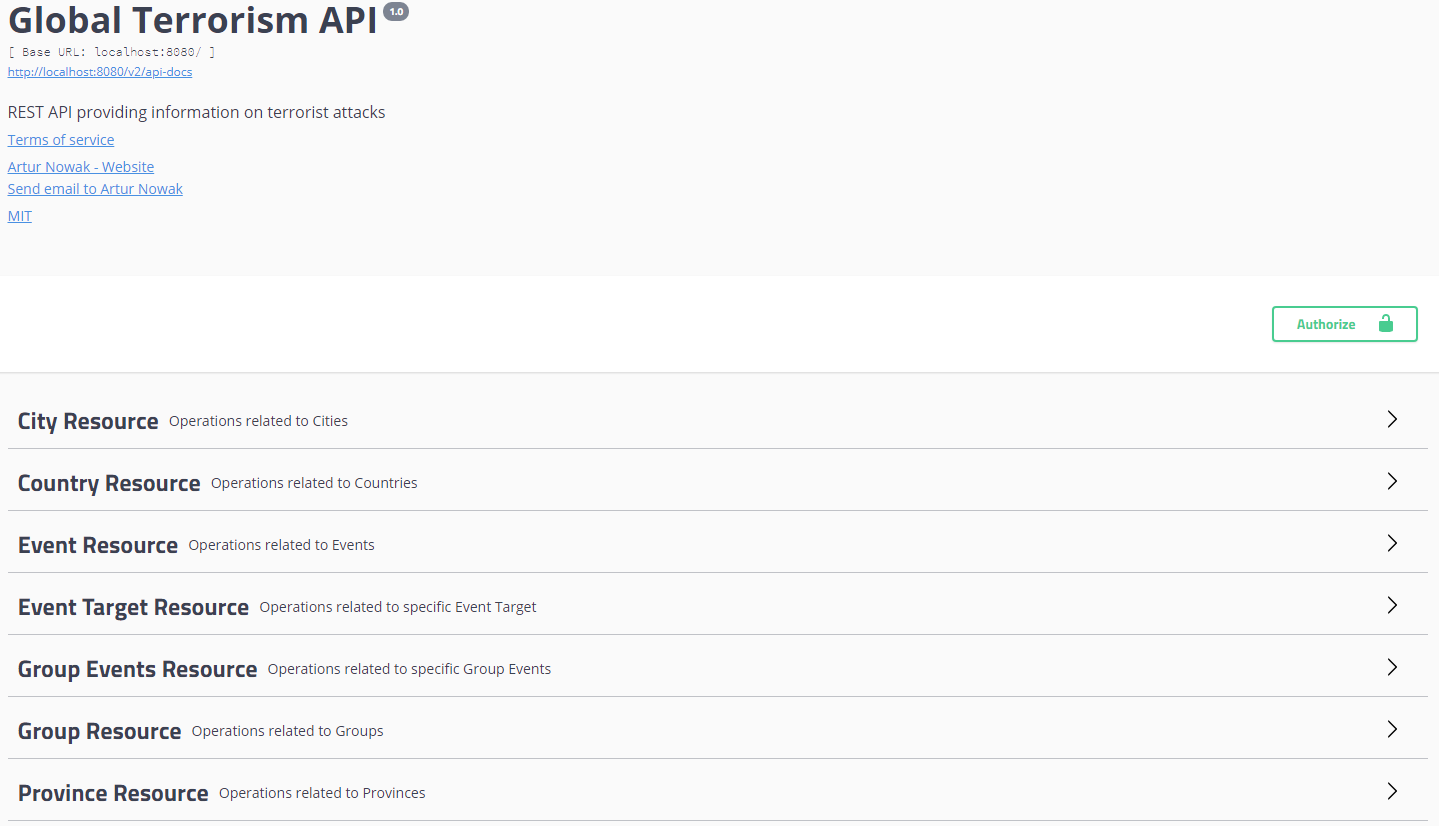 Global Terrorism API 1.0
[ Base URL: localhost:8080/ ]
http://localhost:8080/v2/api-docs
REST API providing information on terrorist attacks
Terms of service
Artur Nowak - Website
Send email to Artur Nowak
MIT
Authorize
City Resource Operations related to Cities
Country Resource Operations related to Countries
Event Resource Operations related to Events
Event Target Resource Operations related to specific Event Target
Group Events Resource Operations related to specific Group Events
Group Resource Operations related to Groups
Province Resource Operations related to Provinces